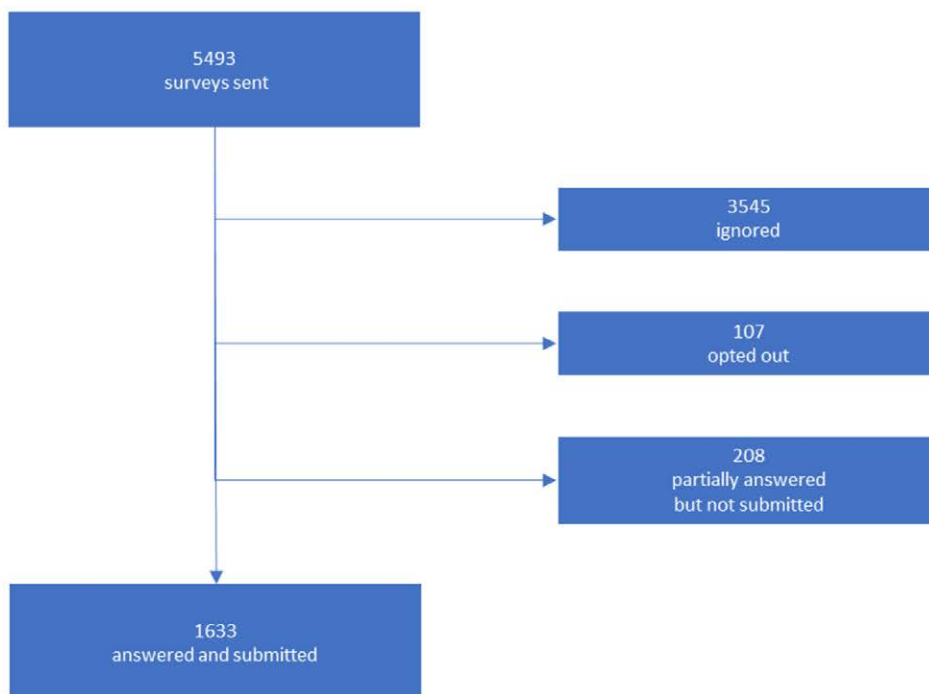 5493
surveys sent
3545
ignored
107
opted out
208
partially answered
but not submitted
1633
answered and submitted